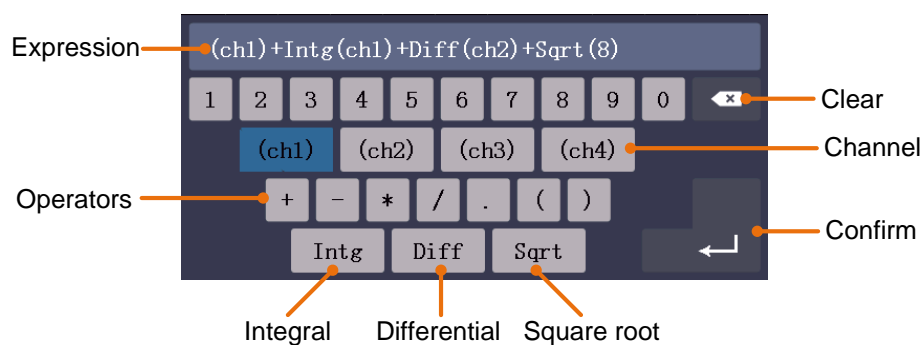 Expression (ch1)+Intg(ch1)+Diff(ch2)+Sqrt(8)
1 2 3 4 5 6 7 8 9 0 Clear
(ch1) (ch2) (ch3) (ch4) Channel
Operators + - * / . ( )
Confirm
Intg Diff Sqrt
Integral Differential Square root